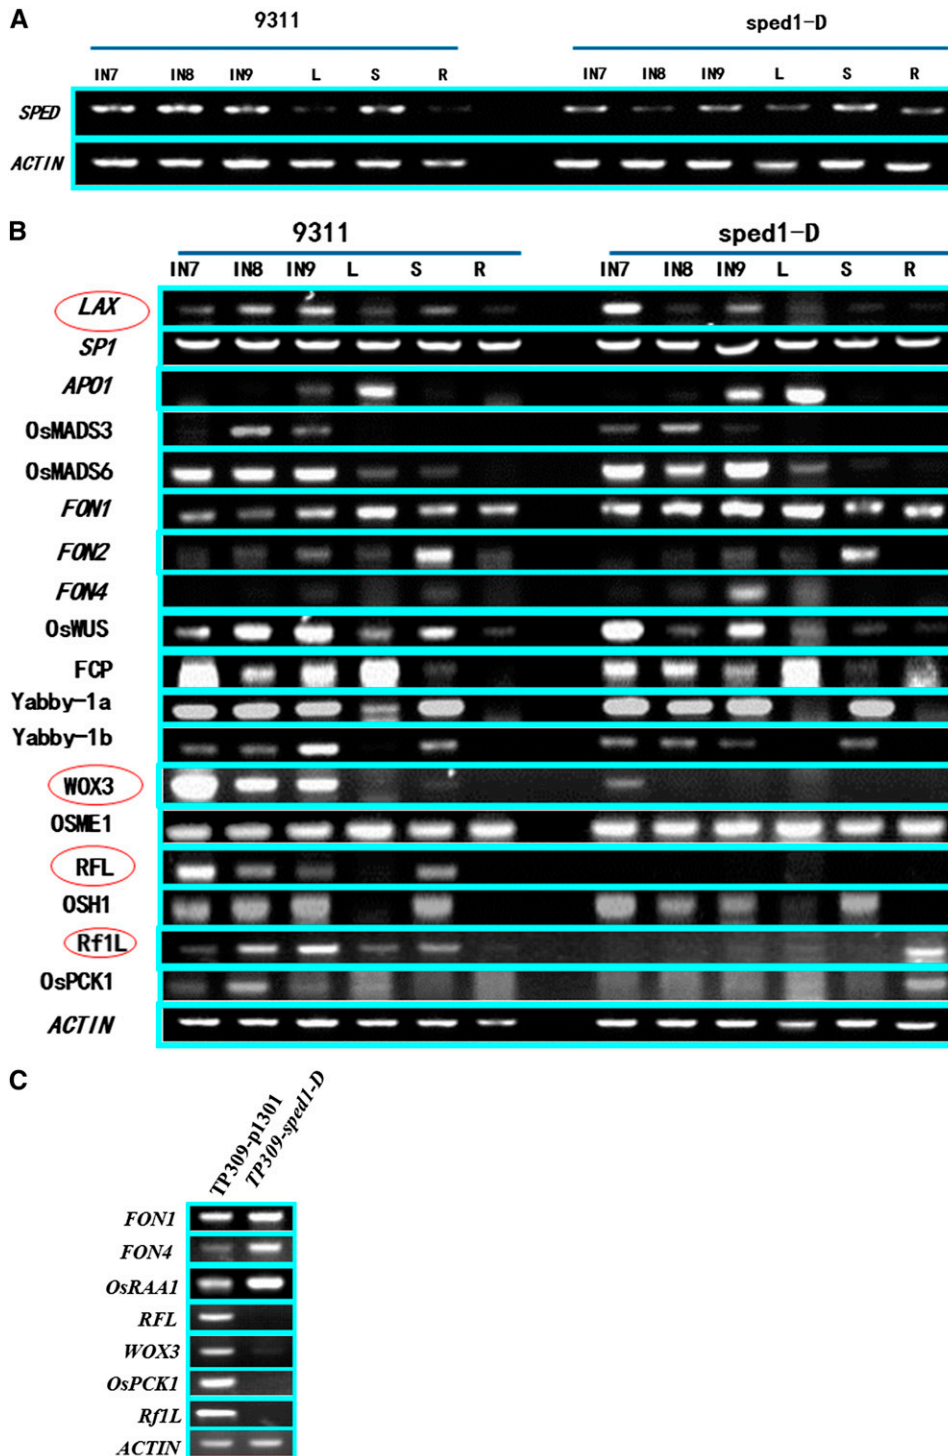 A
9311 sped1-D
IN7 IN8 IN9 L S R IN7 IN8 IN9 L S R
SPED
ACTIN
B
9311 sped1-D
IN7 IN8 IN9 L S R IN7 IN8 IN9 L S R
LAX
SP1
APO1
OsMADS3
OsMADS6
FON1
FON2
FON4
OsWUS
FCP
Yabby-1a
Yabby-1b
WOX3
OSME1
RFL
OSH1
Rf1L
OsPCK1
ACTIN
C
TP309-p1301
TP309-sped1-D
FON1
FON4
OsRAA1
RFL
WOX3
OsPCK1
Rf1L
ACTIN